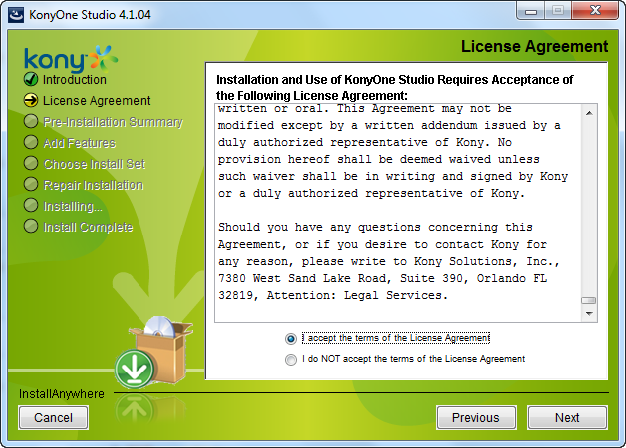 KonyOne Studio 4.1.04
License Agreement
kony
Introduction
License Agreement
Pre-Installation Summary
Add Features
Choose Install Set
Repair Installation
Installing...
Install Complete
Installation and Use of KonyOne Studio Requires Acceptance of
the Following License Agreement:
written or oral. This Agreement may not be
modified except by a written addendum issued by a
duly authorized representative of Kony. No
provision hereof shall be deemed waived unless
such waiver shall be in writing and signed by Kony
or a duly authorized representative of Kony.
Should you have any questions concerning this
Agreement, or if you desire to contact Kony for
any reason, please write to Kony Solutions, Inc.,
7380 West Sand Lake Road, Suite 390, Orlando FL
32819, Attention: Legal Services.
I accept the terms of the License Agreement
I do NOT accept the terms of the License Agreement
InstallAnywhere
Cancel
Previous
Next